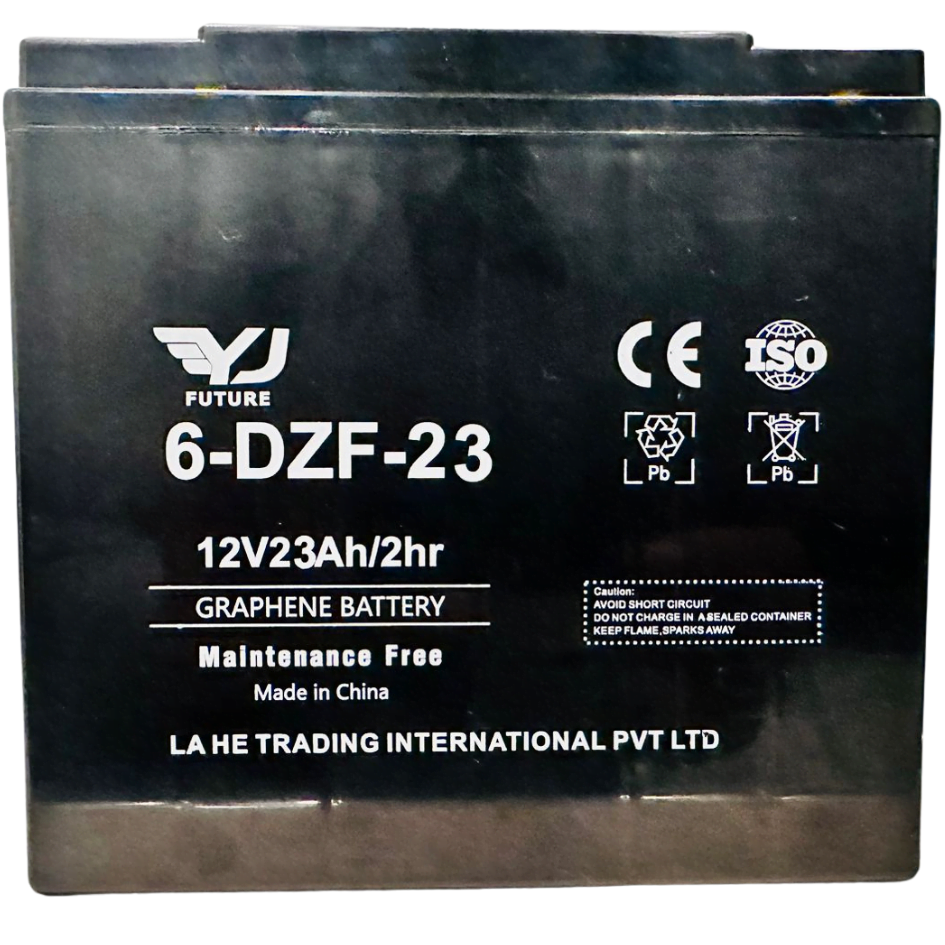 YJ
FUTURE
6-DZF-23
12V23Ah/2hr
GRAPHENE BATTERY
Maintenance Free
Made in China
LA HE TRADING INTERNATIONAL PVT LTD
CE
ISO
Pb
Pb
Caution:
AVOID SHORT CIRCUIT
DO NOT CHARGE IN A SEALED CONTAINER
KEEP FLAME,SPARKS AWAY